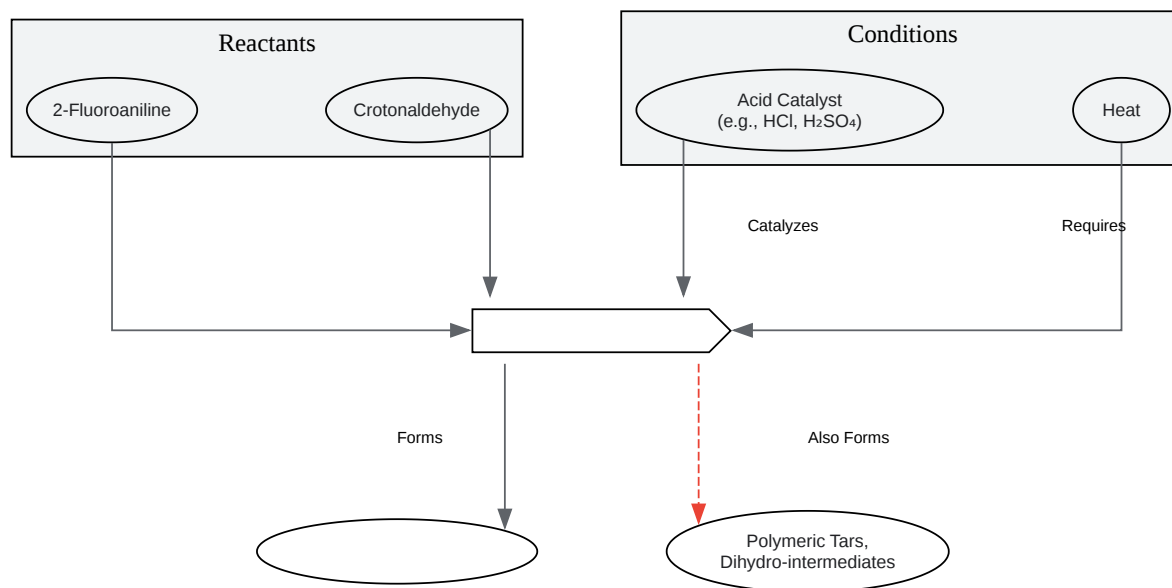 Reactants
Conditions
2-Fluoroaniline
Crotonaldehyde
Acid Catalyst
(e.g., HCl, H₂SO₄)
Heat
Catalyzes
Requires
Forms
Also Forms
Polymeric Tars,
Dihydro-intermediates